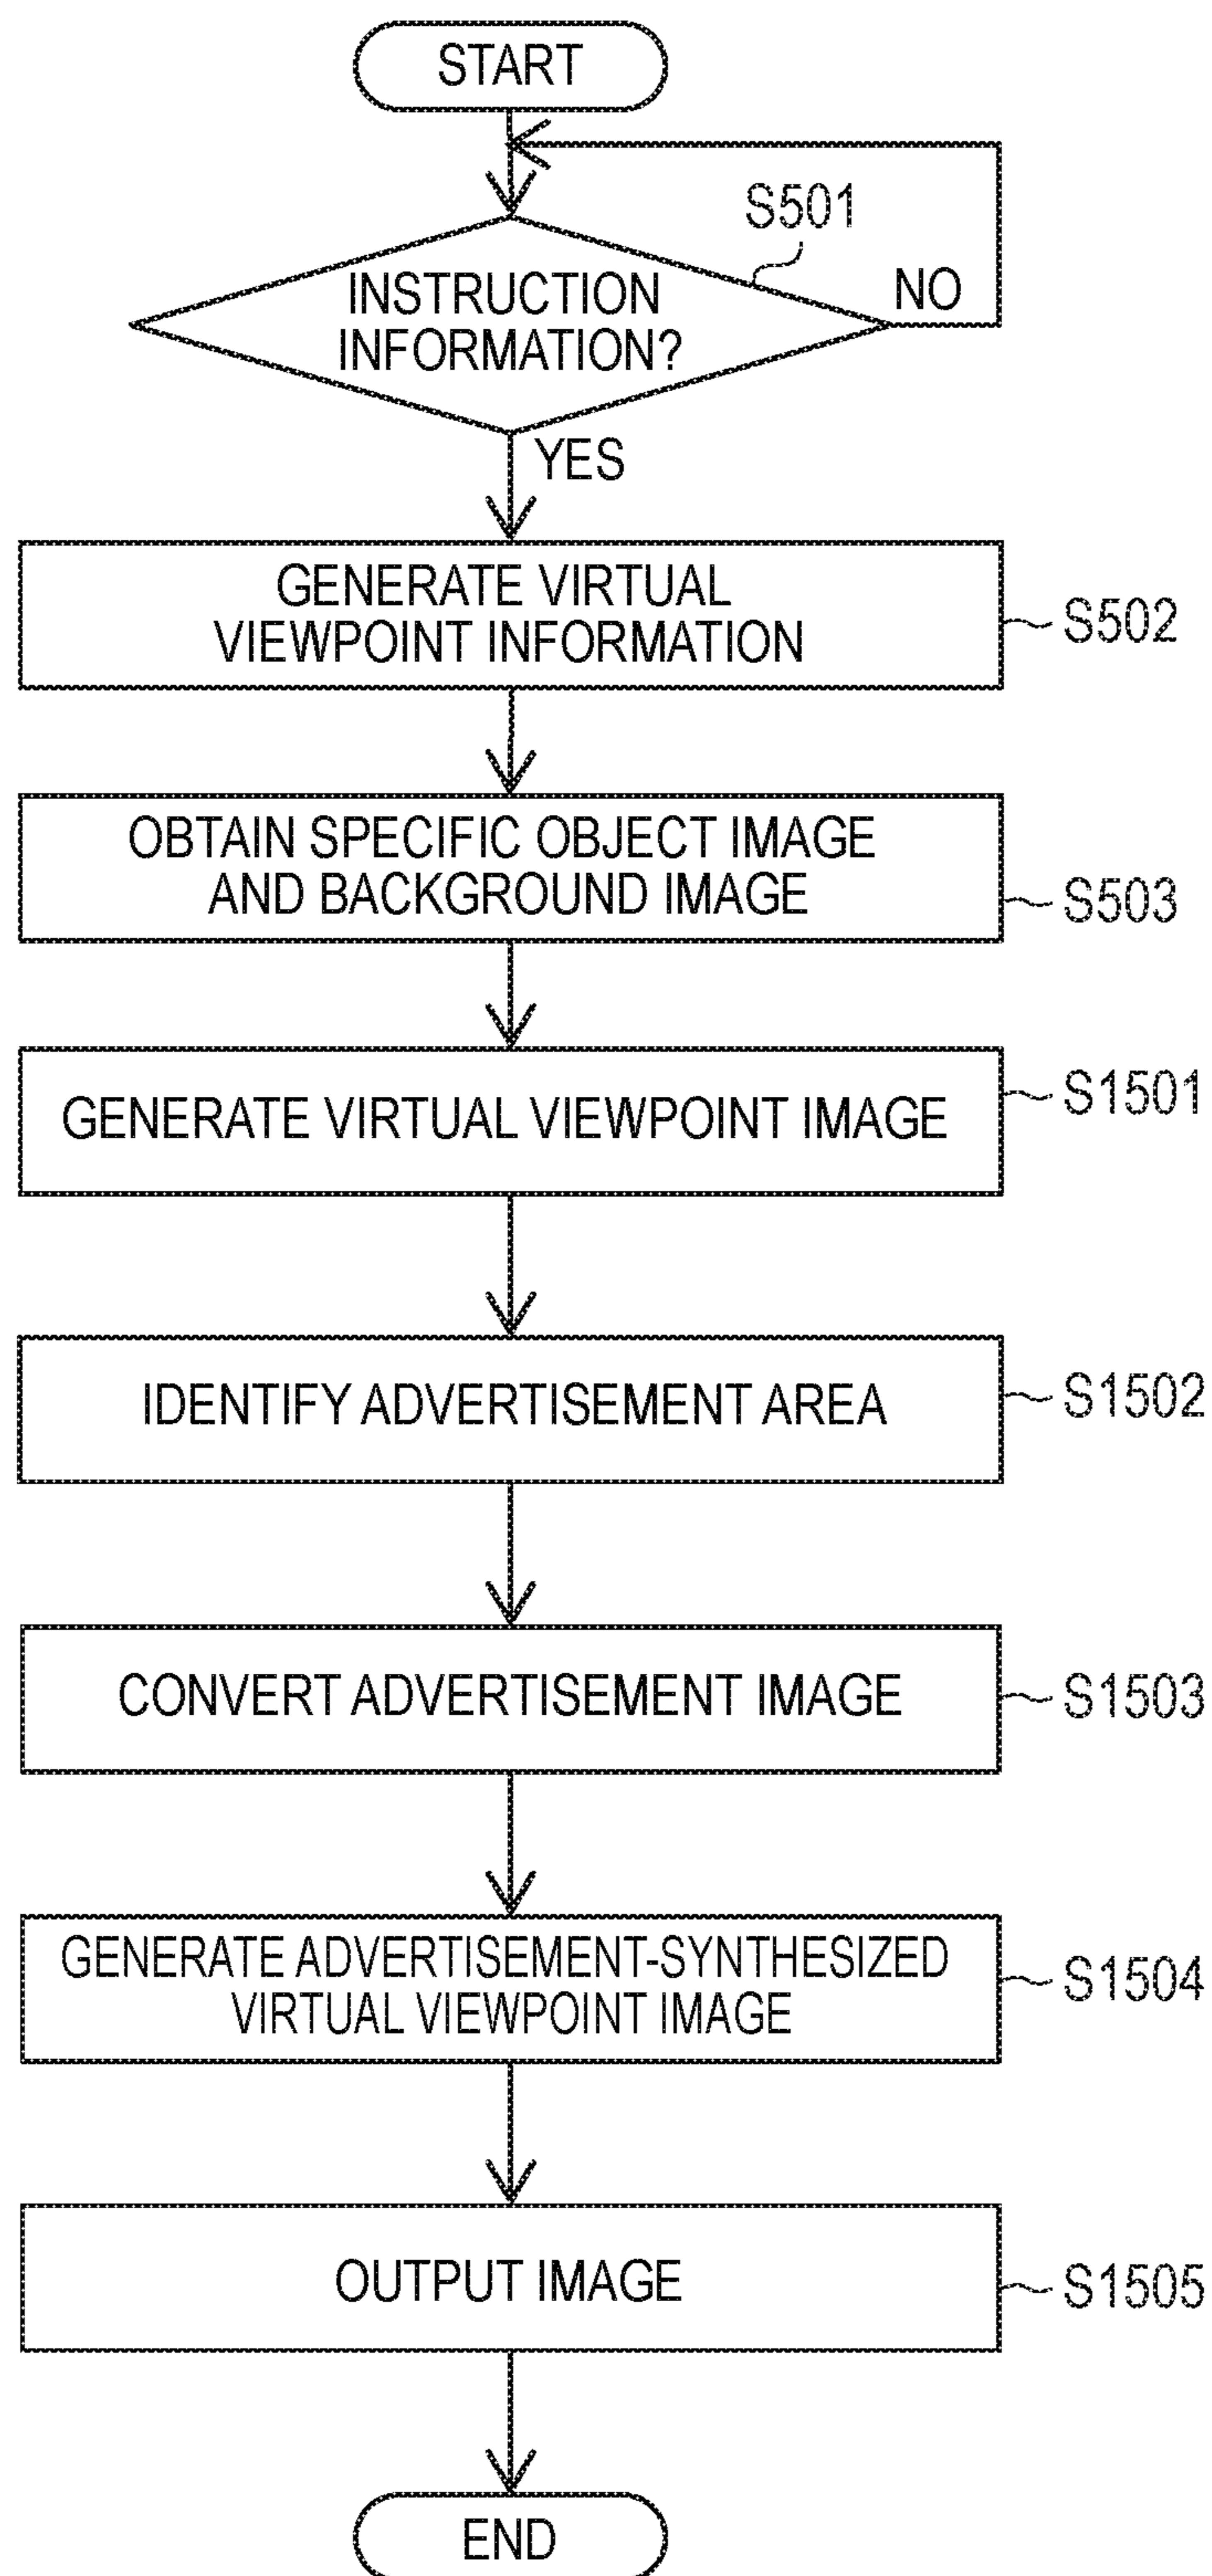 START
S501
INSTRUCTION
INFORMATION?
NO
YES
GENERATE VIRTUAL
VIEWPOINT INFORMATION
S502
OBTAIN SPECIFIC OBJECT IMAGE
AND BACKGROUND IMAGE
S503
GENERATE VIRTUAL VIEWPOINT IMAGE
S1501
IDENTIFY ADVERTISEMENT AREA
S1502
CONVERT ADVERTISEMENT IMAGE
S1503
GENERATE ADVERTISEMENT-SYNTHESIZED
VIRTUAL VIEWPOINT IMAGE
S1504
OUTPUT IMAGE
S1505
END